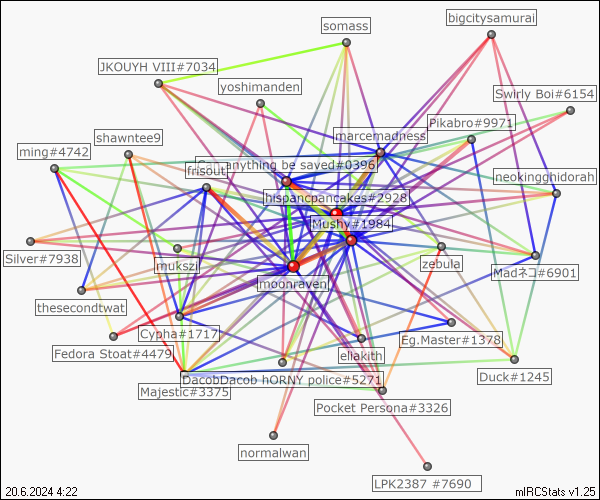 bigcitysamurai
somass
JKOUYH VIII#7034
yoshimanden
Swirly Boi#6154
Pikabro#9971
marcemadness
shawntee9
ming#4742
Can anything be sayed#0396
frisout
neokingghidorah
hispancpancakes#2928
Mushy#1984
Silver#7938
mukszil
zebula
Madネコ#6901
moonraven
thesecondtwat
Cypha#1717
Eg.Master#1378
Fedora Stoat#4479
eliakith
DacobDacob hORNY police#5271
Duck#1245
Majestic#3375
Pocket Persona#3326
normalwan
LPK2387 #7690
20.6.2024 4:22
mIRCStats v1.25